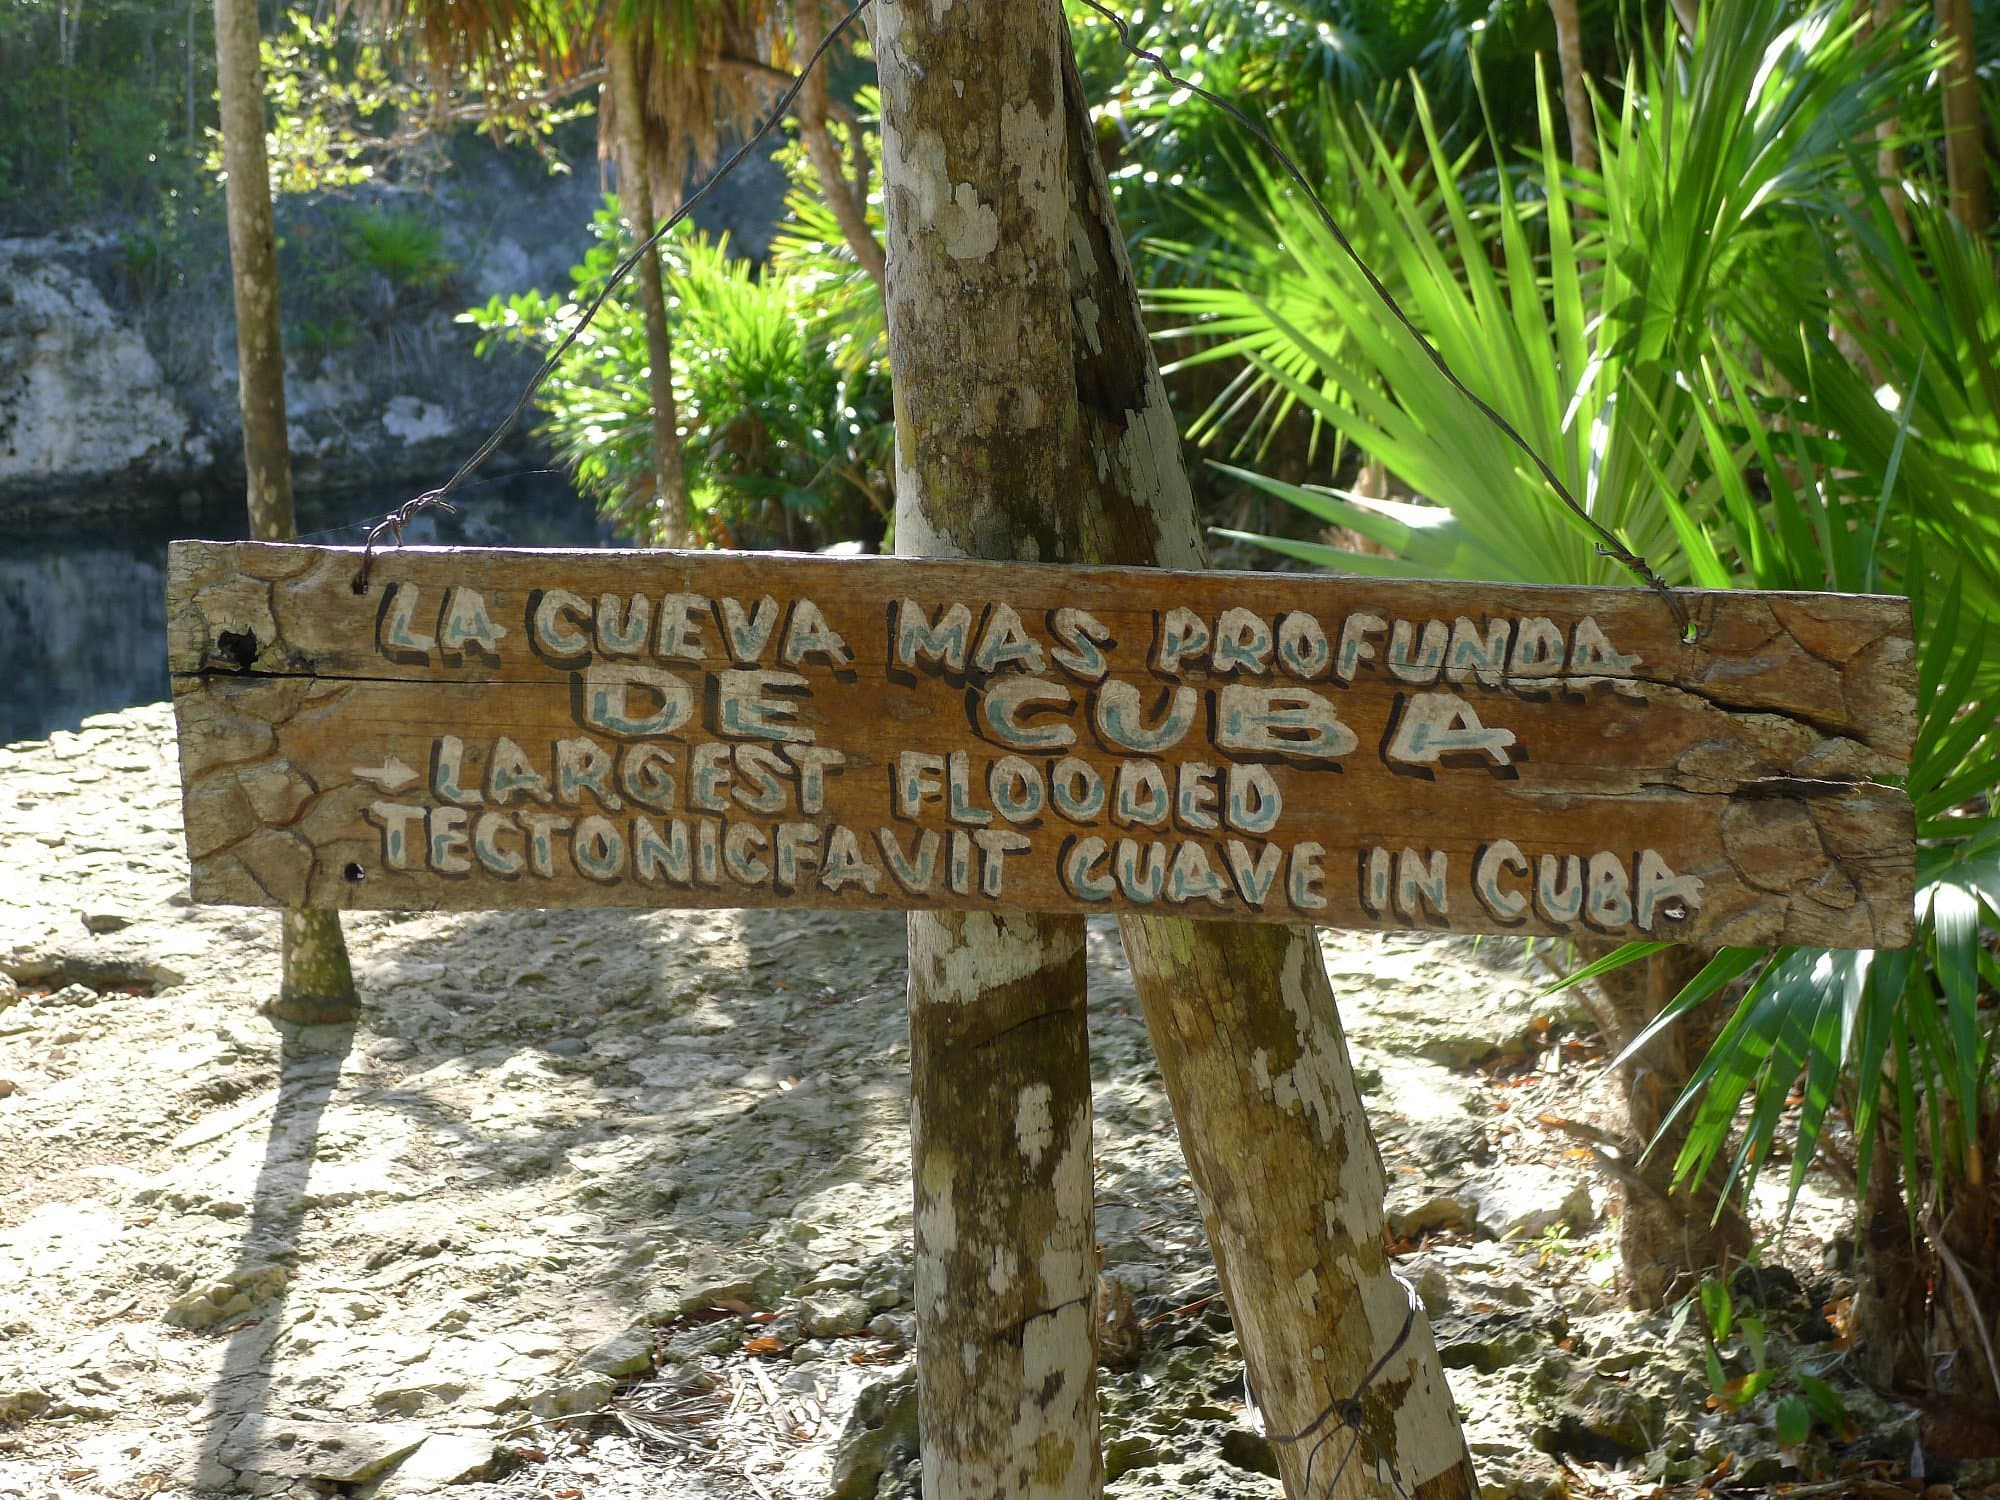 LA CUEVA MAS PROFUNDA
DE CUBA
LARGEST FLOODED
TECTONICFAVIT CUAVE IN CUBA